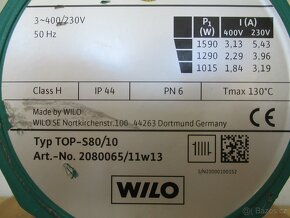 3~400/230V
50 Hz
P1 (W) I (A) 400V 230V
1590 3,13 5,43
1290 2,29 3,96
1015 1,84 3,19
Class H IP 44 PN 6 Tmax 130°C
Made by WILO
WILO SE Nortkirchenstr.100 44263 Dortmund Germany
Typ TOP-S80/10
Art.-No. 2080065/11w13
WILO